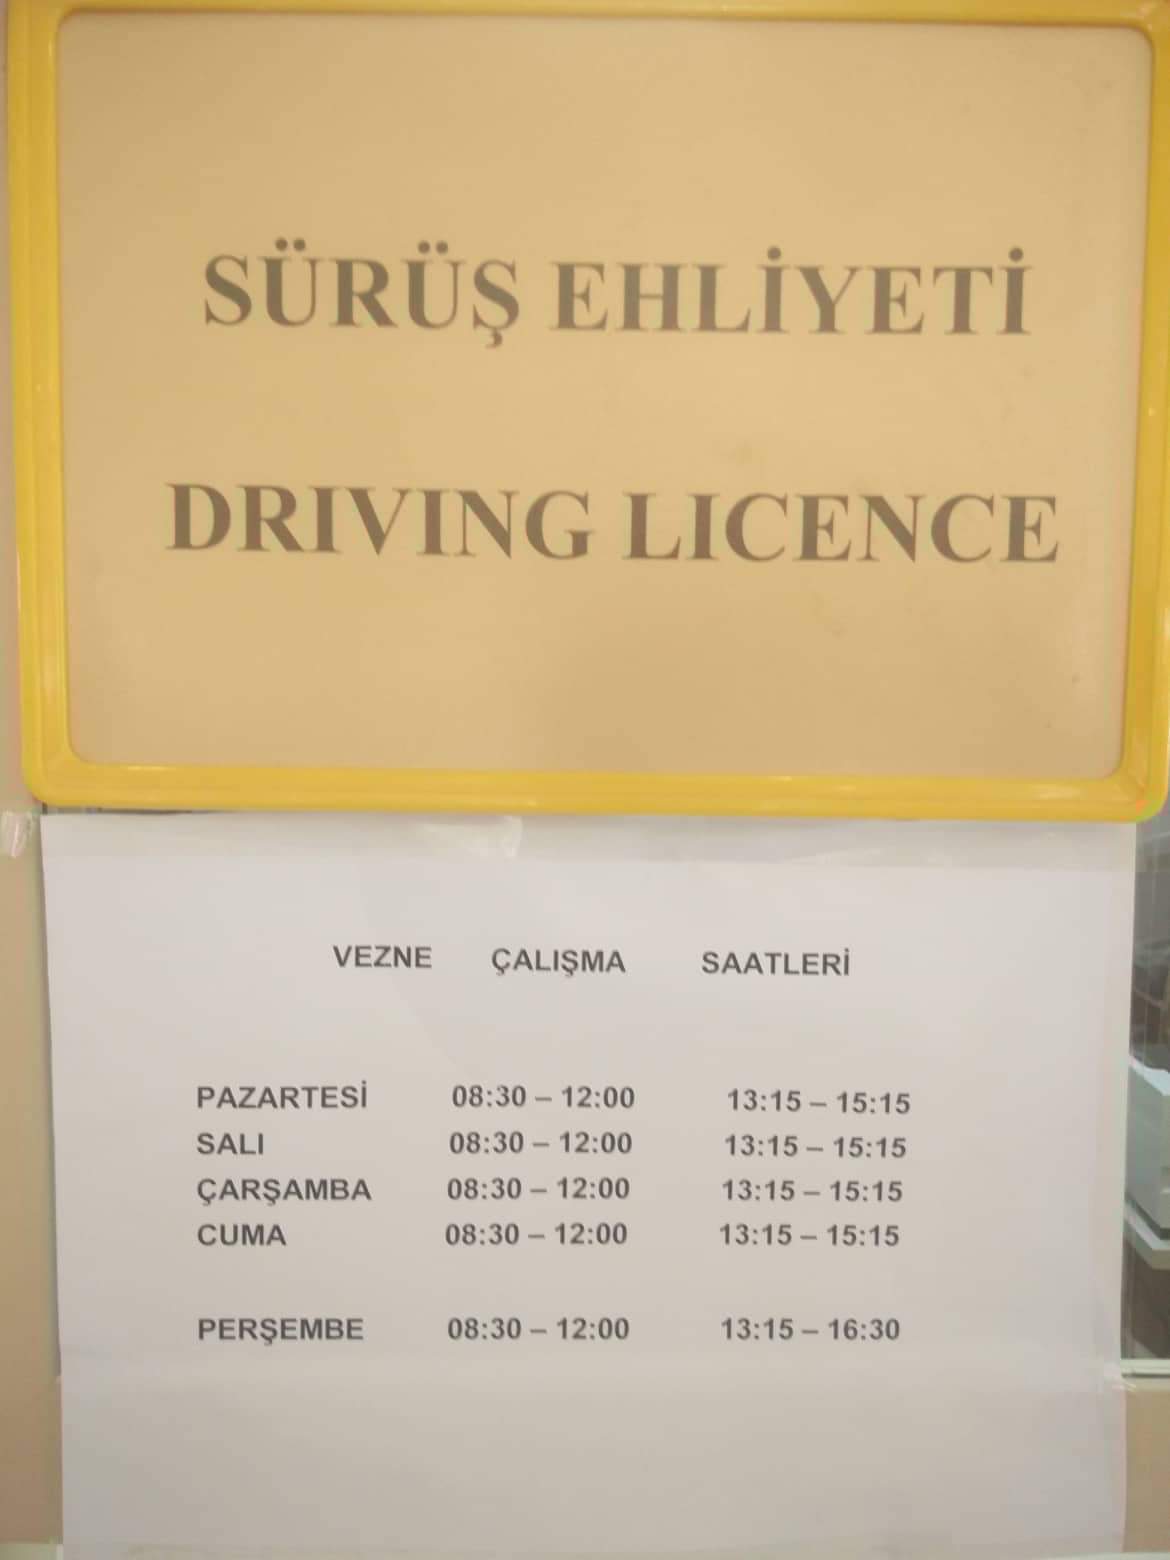 SÜRÜŞ EHLİYETİ
DRIVING LICENCE
VEZNE ÇALIŞMA SAATLERİ
PAZARTESİ 08:30 – 12:00 13:15 – 15:15
SALI 08:30 – 12:00 13:15 – 15:15
ÇARŞAMBA 08:30 – 12:00 13:15 – 15:15
CUMA 08:30 – 12:00 13:15 – 15:15
PERŞEMBE 08:30 – 12:00 13:15 – 16:30